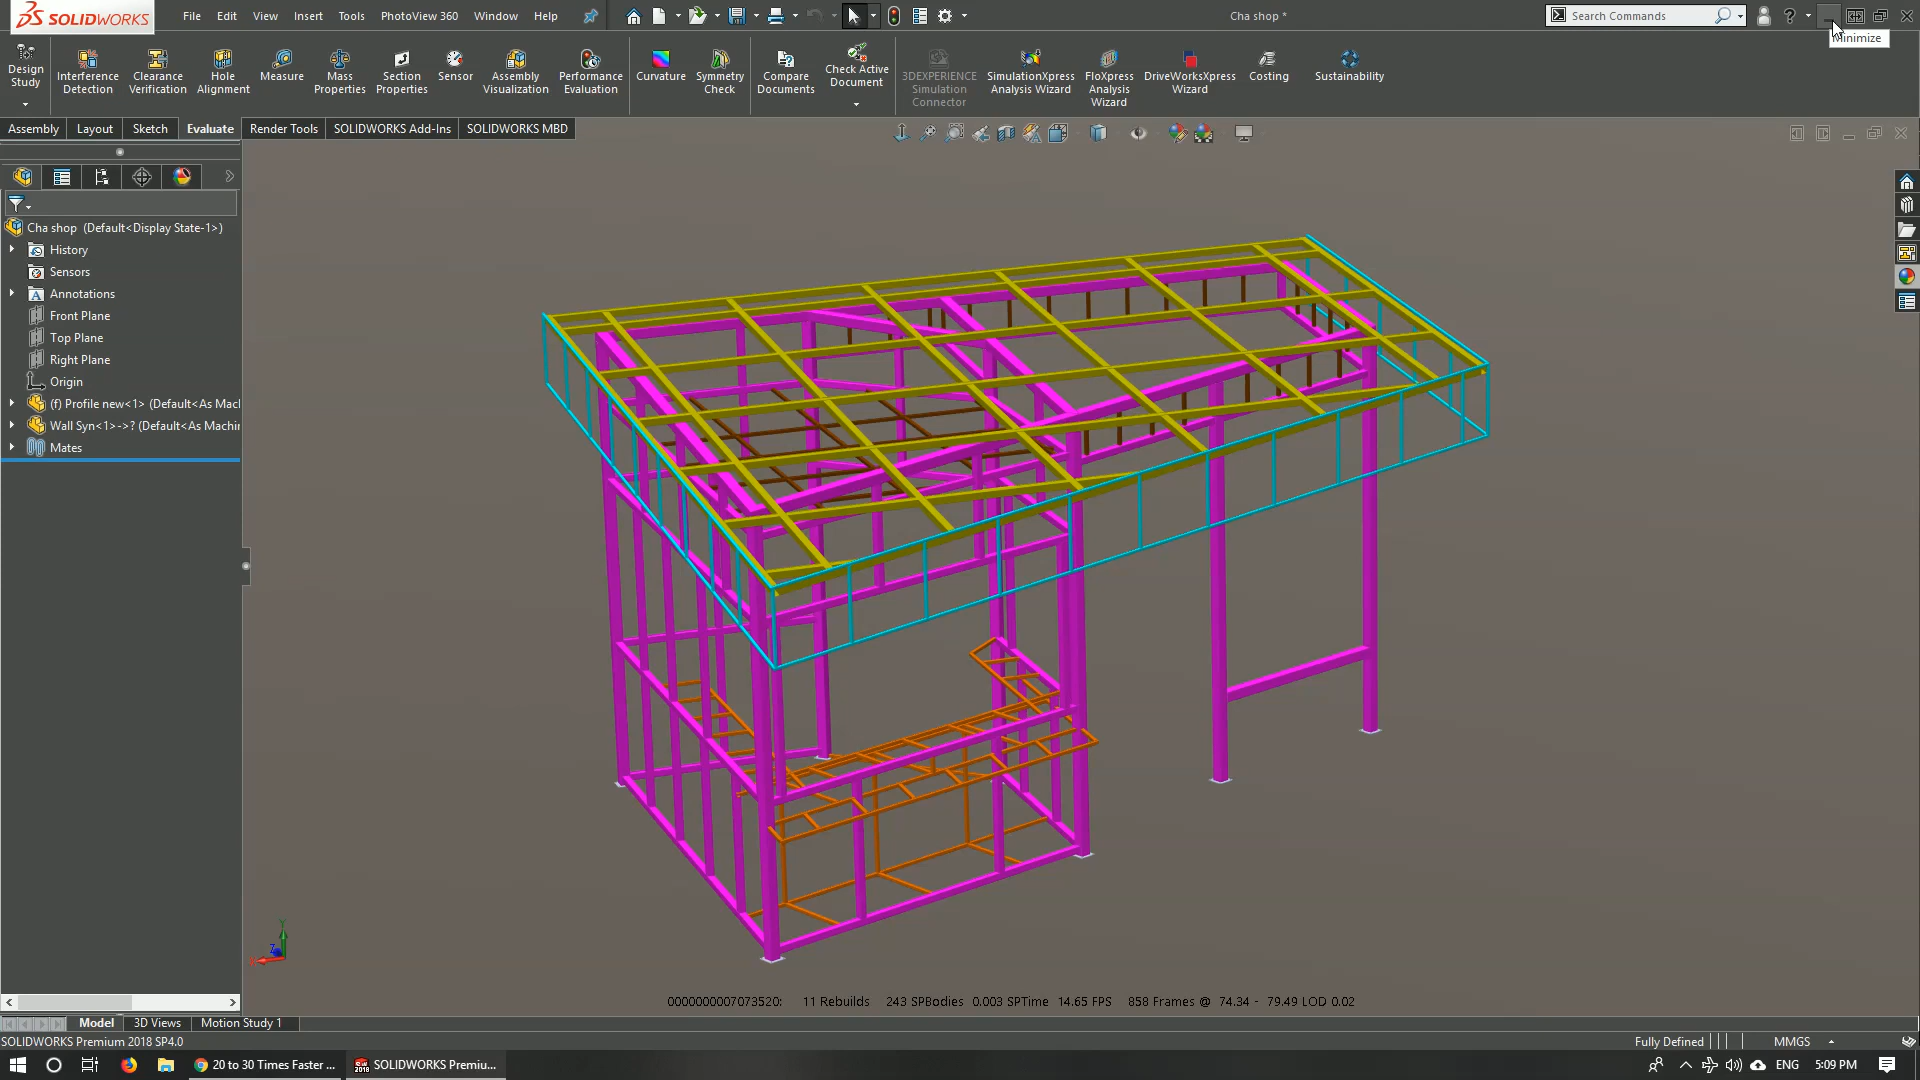 SOLIDWORKS
File Edit View Insert Tools PhotoView 360 Window Help
Cha shop *
Search Commands
Minimize
Design Study
Interference Detection
Clearance Verification
Hole Alignment
Measure
Mass Properties
Section Properties
Sensor
Assembly Visualization
Performance Evaluation
Curvature
Symmetry Check
Compare Documents
Check Active Document
3DEXPERIENCE Simulation Connector
SimulationXpress Analysis Wizard
FloXpress Analysis Wizard
DriveWorksXpress Wizard
Costing
Sustainability
Assembly Layout Sketch Evaluate Render Tools SOLIDWORKS Add-Ins SOLIDWORKS MBD
Cha shop (Default<Display State-1>)
History
Sensors
Annotations
Front Plane
Top Plane
Right Plane
Origin
(f) Profile new<1> (Default<As Macl
Wall Syn<1>->? (Default<As Machin
Mates
0000000007073520: 11 Rebuilds 243 SPBodies 0.003 SPTime 14.65 FPS 858 Frames @ 74.34 - 79.49 LOD 0.02
Model 3D Views Motion Study 1
SOLIDWORKS Premium 2018 SP4.0
Fully Defined
MMGS
20 to 30 Times Faster ...
SOLIDWORKS Premiu...
ENG
5:09 PM